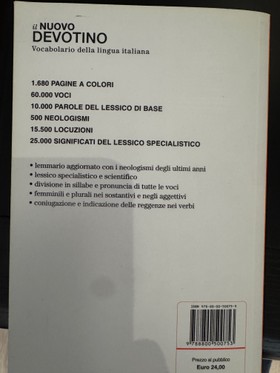 il NUOVO
DEVOTINO
Vocabolario della lingua italiana
1.680 PAGINE A COLORI
60.000 VOCI
10.000 PAROLE DEL LESSICO DI BASE
500 NEOLOGISMI
15.500 LOCUZIONI
25.000 SIGNIFICATI DEL LESSICO SPECIALISTICO
• lemmario aggiornato con i neologismi degli ultimi anni
• lessico specialistico e scientifico
• divisione in sillabe e pronuncia di tutte le voci
• femminili e plurali nei sostantivi e negli aggettivi
• coniugazione e indicazione delle reggenze nei verbi
9 788800 500753
Prezzo al pubblico
Euro 24,00